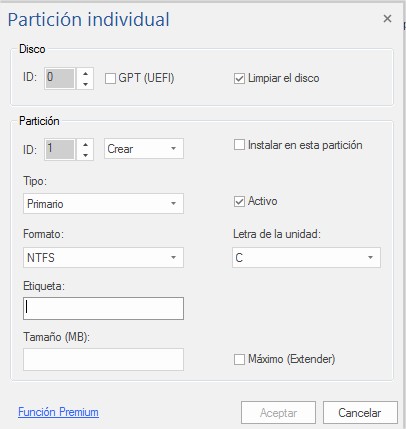 Partición individual
Disco
ID: 0 GPT (UEFI) Limpiar el disco
Partición
ID: 1 Crear Instalar en esta partición
Tipo:
Primario Activo
Formato: Letra de la unidad:
NTFS C
Etiqueta:
Tamaño (MB):
Máximo (Extender)
Función Premium Aceptar Cancelar